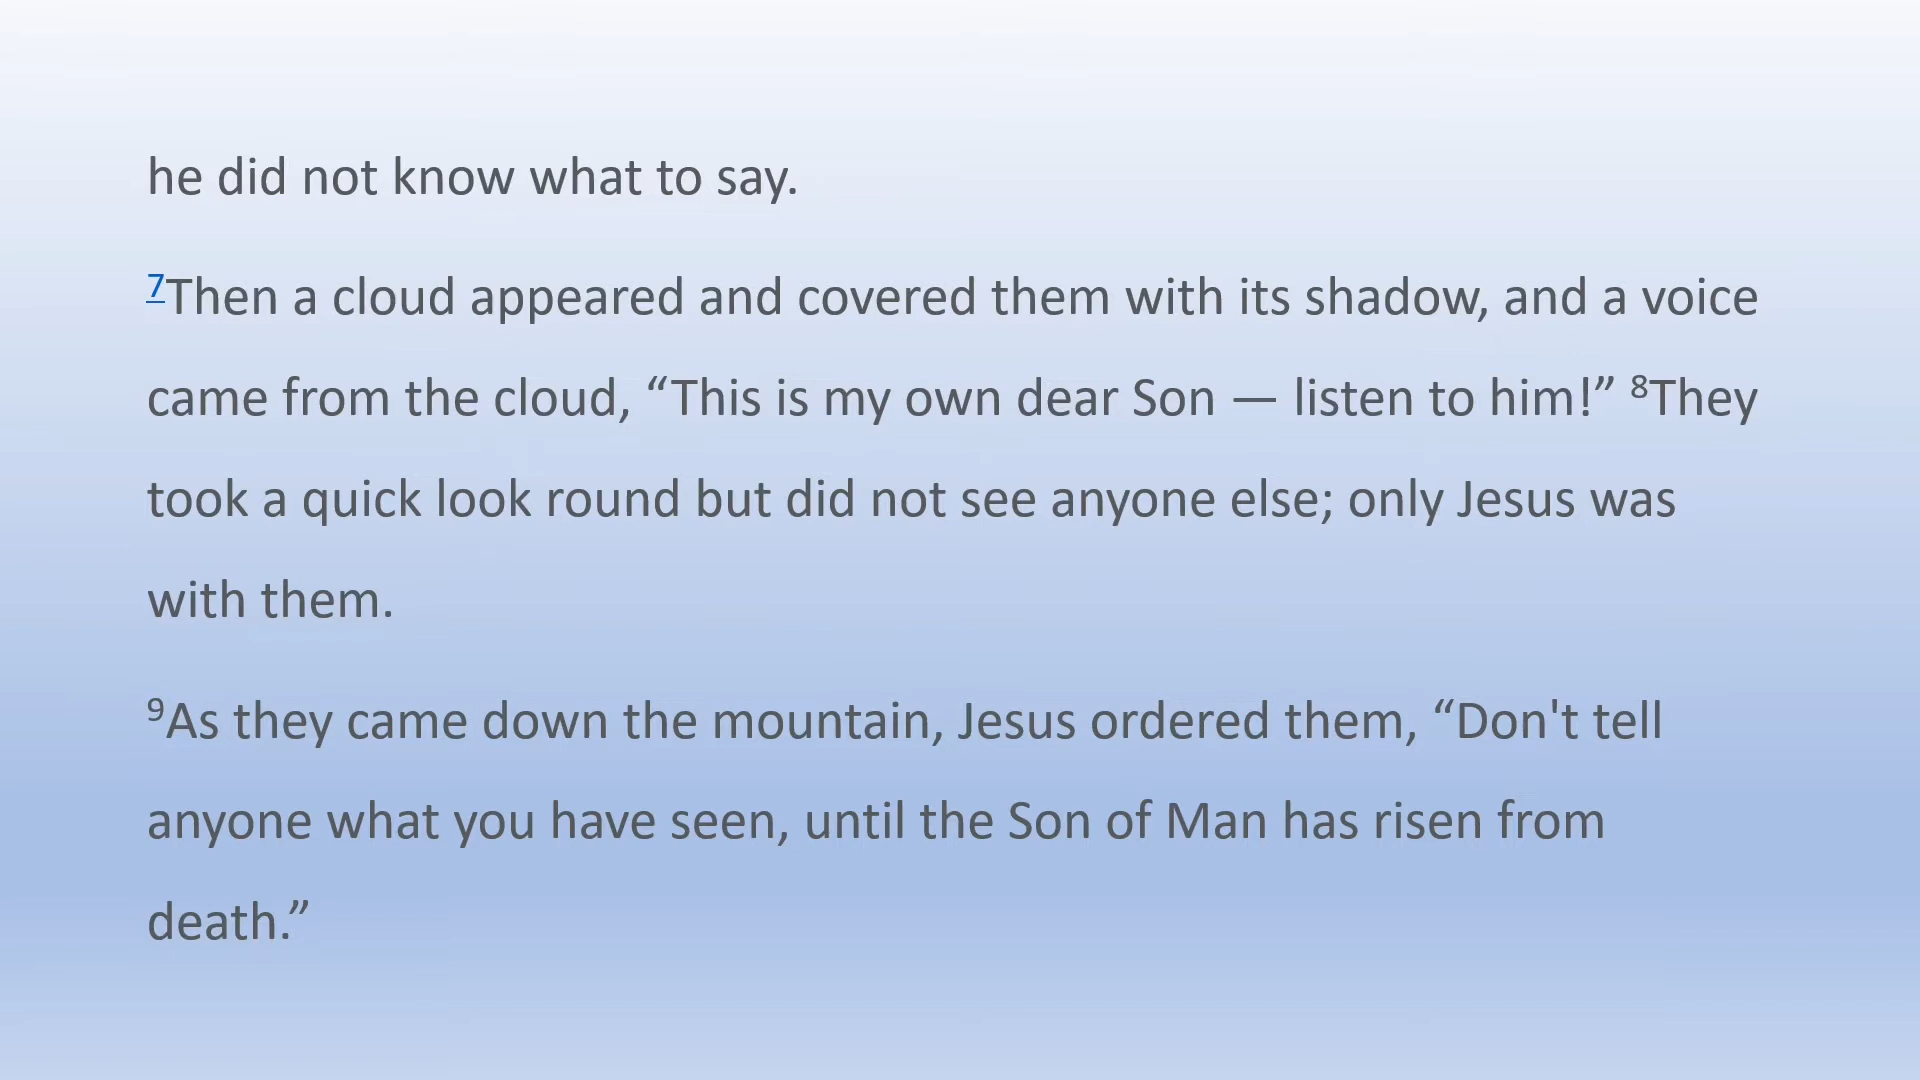 he did not know what to say.
7Then a cloud appeared and covered them with its shadow, and a voice
came from the cloud, “This is my own dear Son — listen to him!” 8They
took a quick look round but did not see anyone else; only Jesus was
with them.
9As they came down the mountain, Jesus ordered them, “Don't tell
anyone what you have seen, until the Son of Man has risen from
death.”